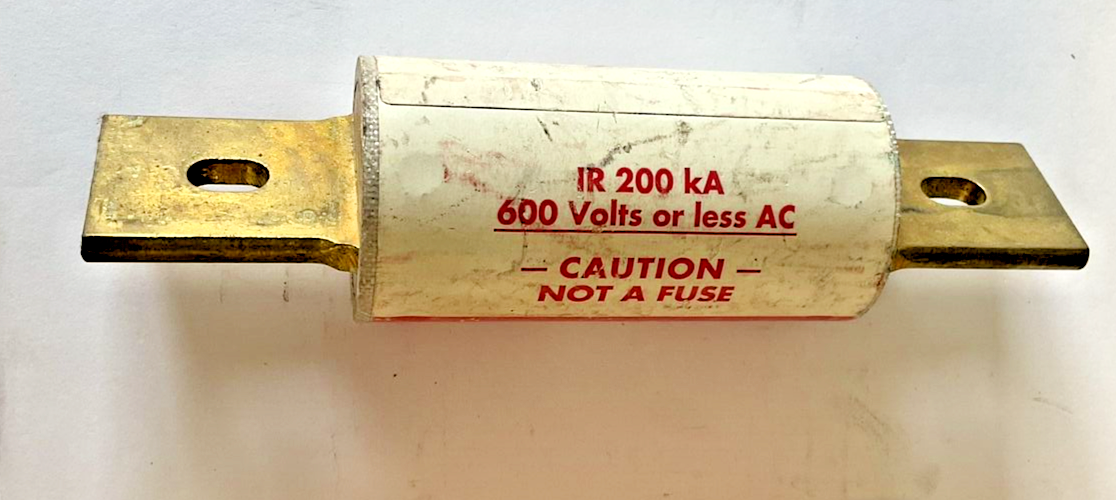 IR 200 kA
600 Volts or less AC
— CAUTION —
NOT A FUSE